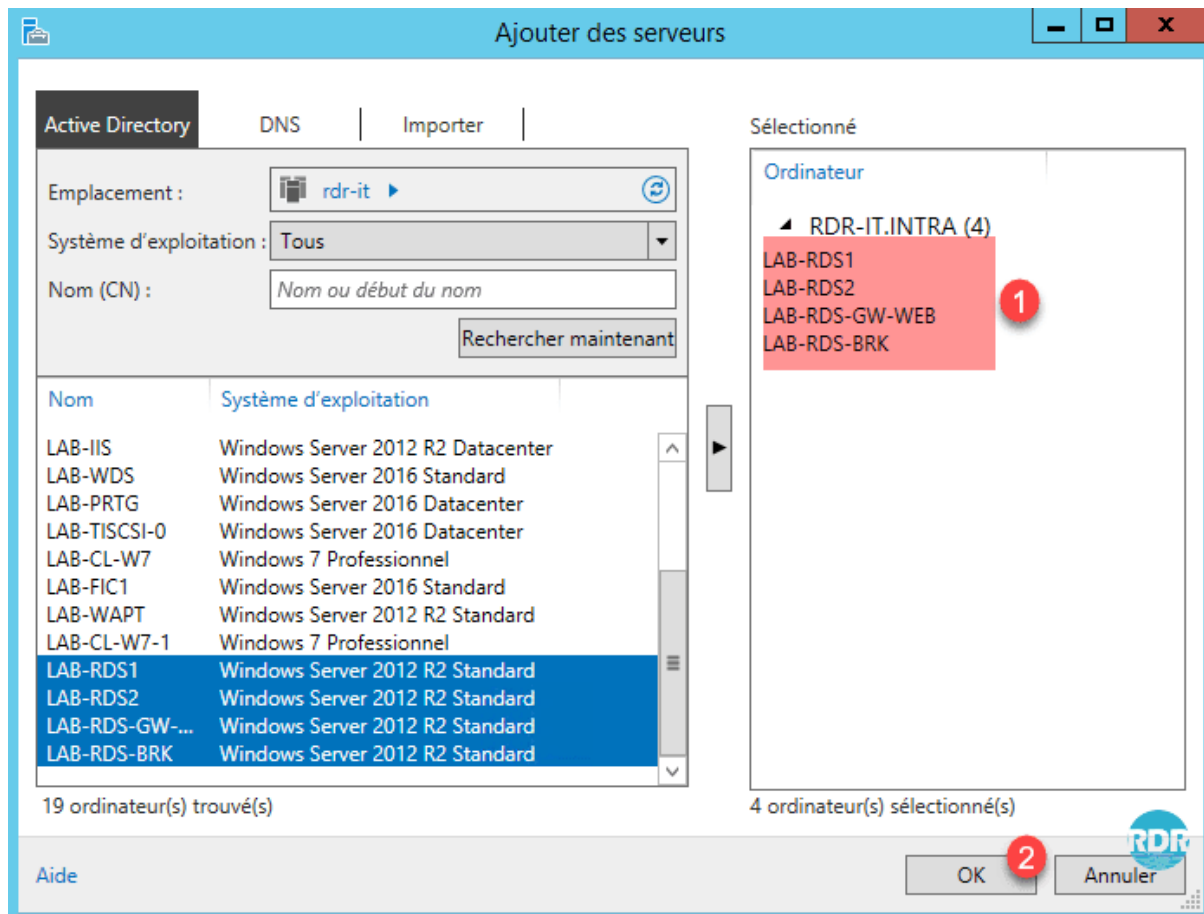 Ajouter des serveurs
Active Directory
DNS
Importer
Emplacement :
rdr-it
Système d'exploitation :
Tous
Nom (CN) :
Nom ou début du nom
Rechercher maintenant
Nom Système d'exploitation
LAB-IIS Windows Server 2012 R2 Datacenter
LAB-WDS Windows Server 2016 Standard
LAB-PRTG Windows Server 2016 Datacenter
LAB-TISCSI-0 Windows Server 2016 Datacenter
LAB-CL-W7 Windows 7 Professionnel
LAB-FIC1 Windows Server 2016 Standard
LAB-WAPT Windows Server 2012 R2 Standard
LAB-CL-W7-1 Windows 7 Professionnel
LAB-RDS1 Windows Server 2012 R2 Standard
LAB-RDS2 Windows Server 2012 R2 Standard
LAB-RDS-GW-... Windows Server 2012 R2 Standard
LAB-RDS-BRK Windows Server 2012 R2 Standard
19 ordinateur(s) trouvé(s)
Sélectionné
Ordinateur
RDR-IT.INTRA (4)
LAB-RDS1
LAB-RDS2
LAB-RDS-GW-WEB
LAB-RDS-BRK
1
4 ordinateur(s) sélectionné(s)
RDR
Aide
OK
2
Annuler